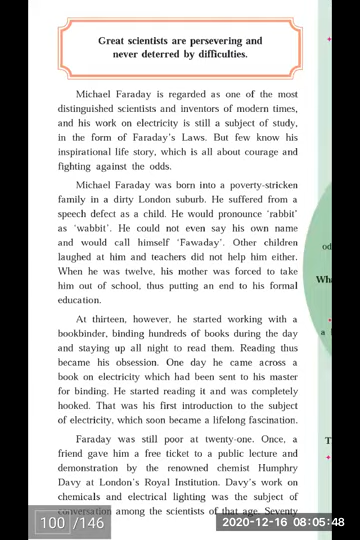 Great scientists are persevering and
never deterred by difficulties.
Michael Faraday is regarded as one of the most
distinguished scientists and inventors of modern times,
and his work on electricity is still a subject of study,
in the form of Faraday's Laws. But few know his
inspirational life story, which is all about courage and
fighting against the odds.
Michael Faraday was born into a poverty-stricken
family in a dirty London suburb. He suffered from a
speech defect as a child. He would pronounce 'rabbit'
as 'wabbit'. He could not even say his own name
and would call himself 'Fawaday'. Other children
laughed at him and teachers did not help him either.
When he was twelve, his mother was forced to take
him out of school, thus putting an end to his formal
education.
At thirteen, however, he started working with a
bookbinder, binding hundreds of books during the day
and staying up all night to read them. Reading thus
became his obsession. One day he came across a
book on electricity which had been sent to his master
for binding. He started reading it and was completely
hooked. That was his first introduction to the subject
of electricity, which soon became a lifelong fascination.
Faraday was still poor at twenty-one. Once, a
friend gave him a free ticket to a public lecture and
demonstration by the renowned chemist Humphry
Davy at London's Royal Institution. Davy's work on
chemicals and electrical lighting was the subject of
conversation among the scientists of that age. Seventy
100 /146
2020-12-16 08:05:48
od
Wh
a
T